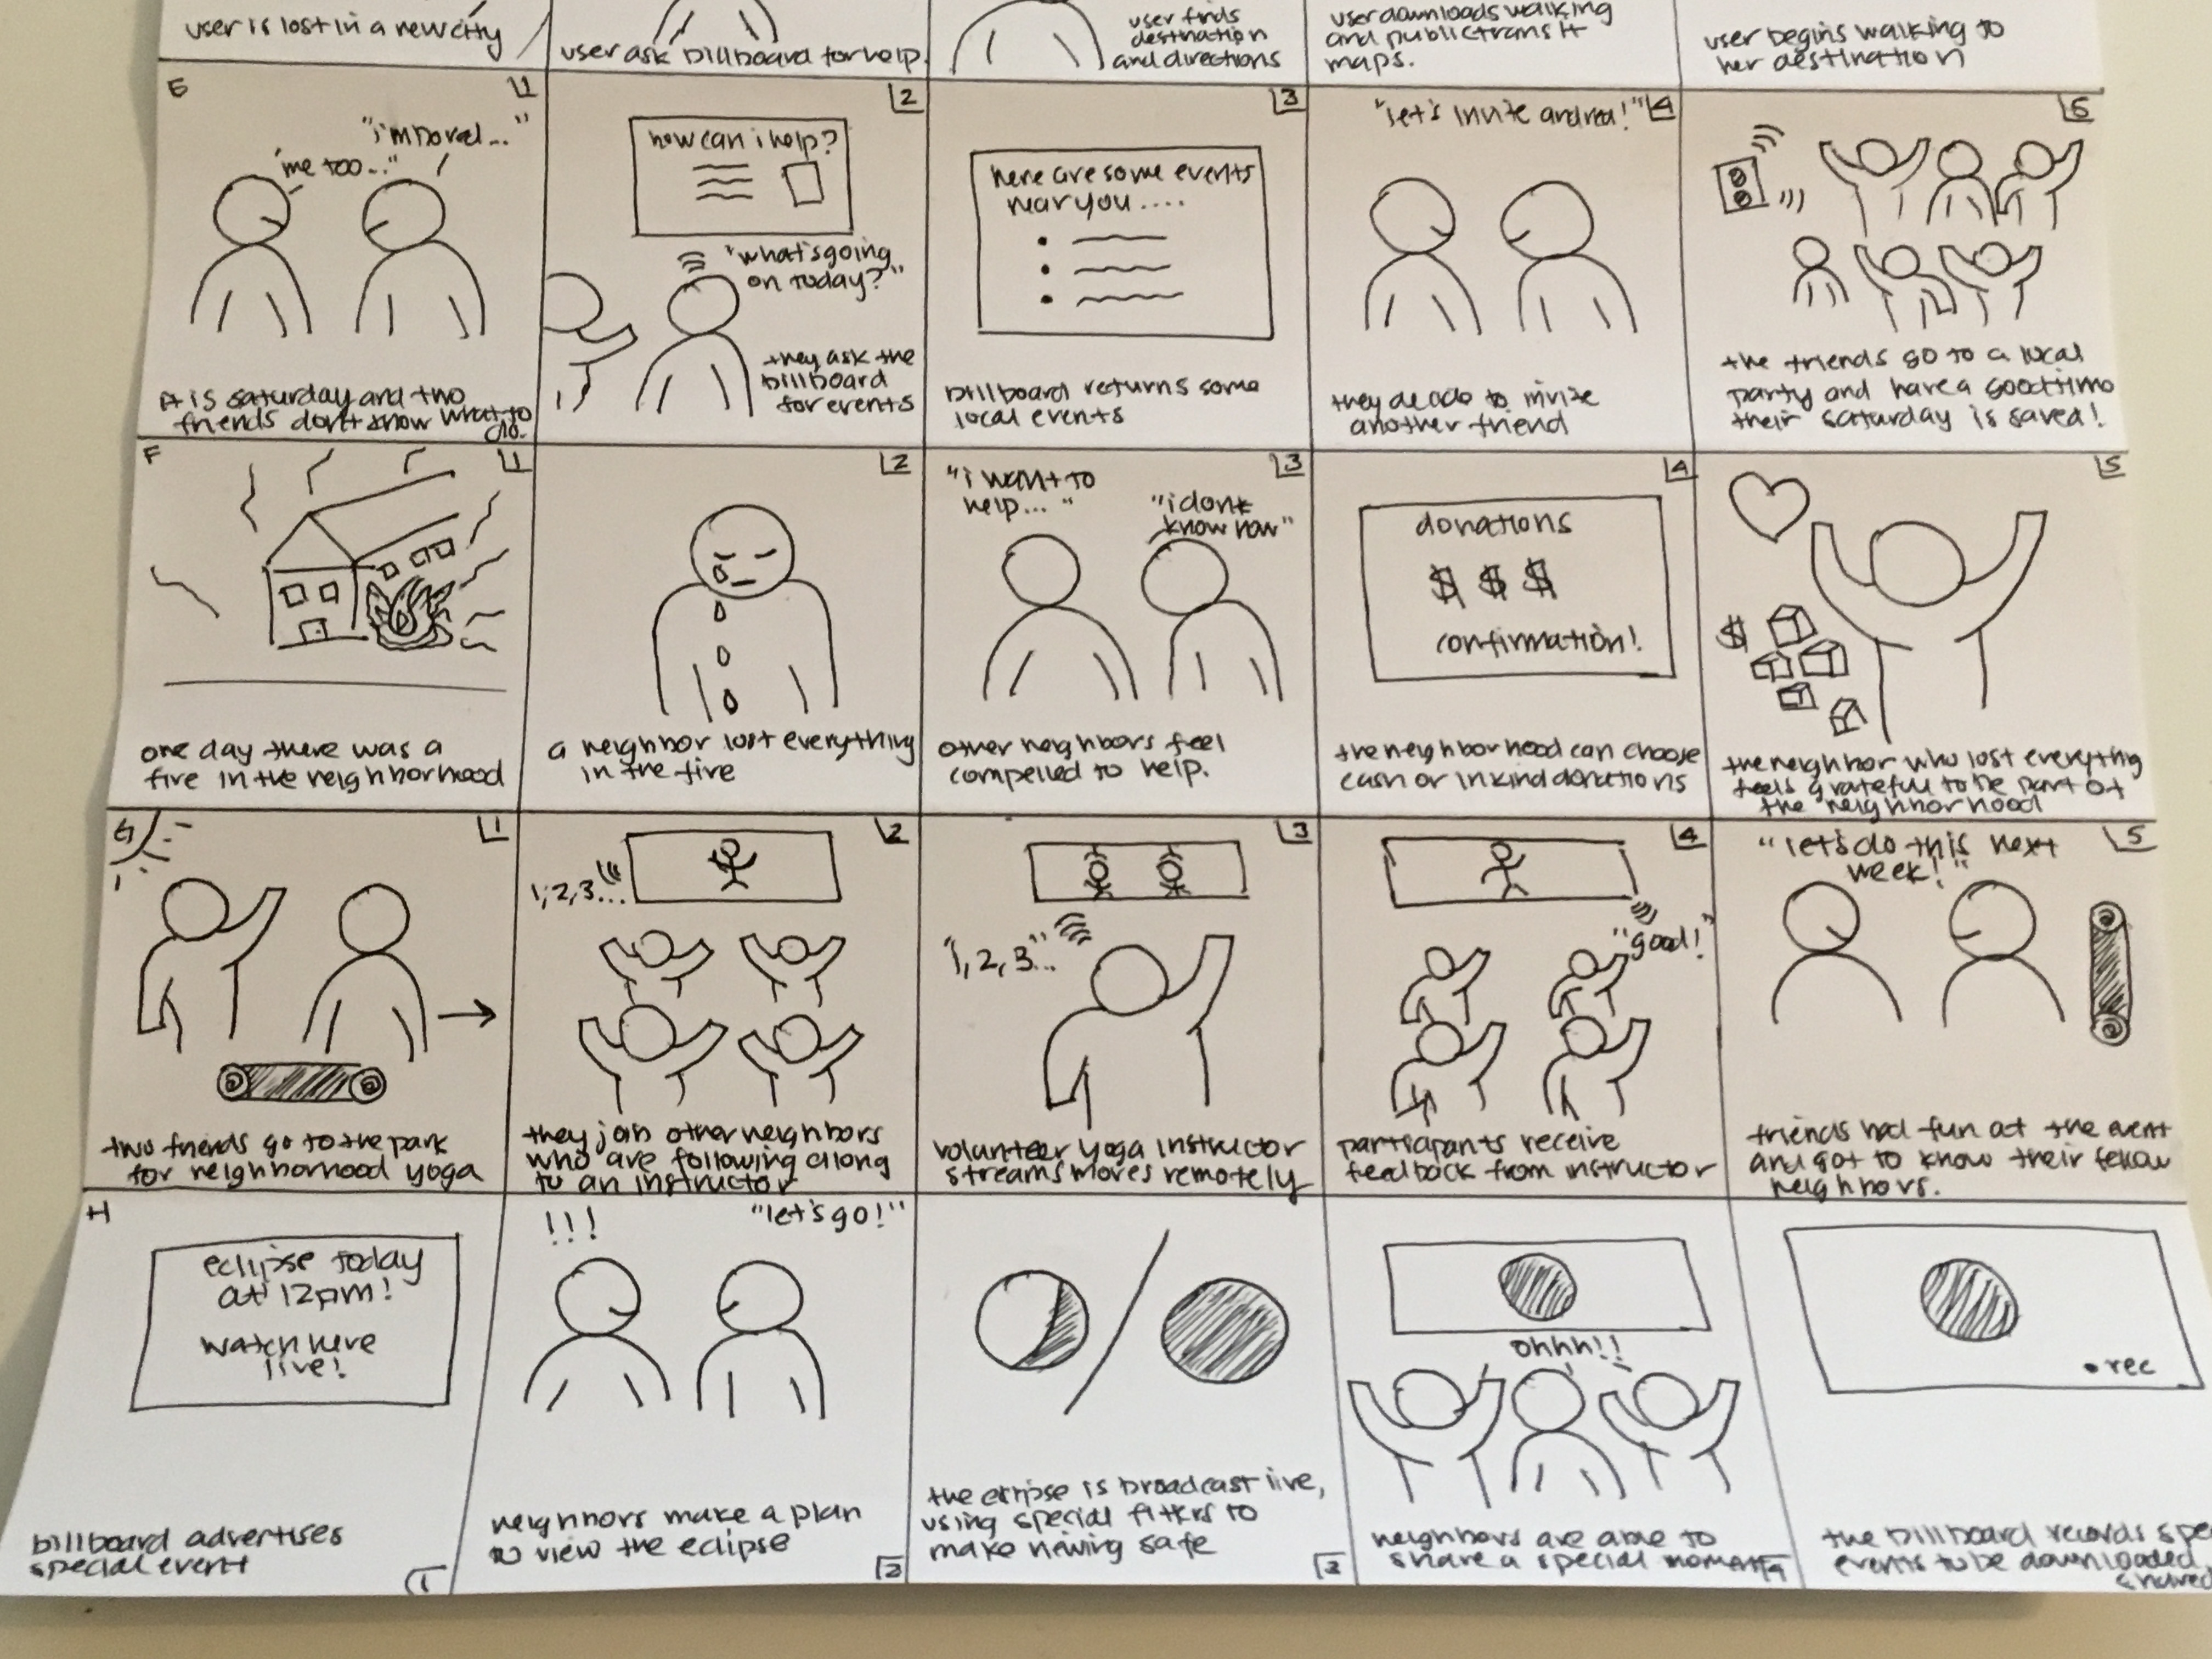 user is lost in a new city
user ask billboard for help.
user finds
destination
and directions
user downloads walking
and public transit
maps.
user begins walking to
her destination
E
1
"i'm bored..."
"me too..."
it is saturday and two
friends don't know what to
do.
2
how can i help?
"what's going
on today?"
they ask the
billboard
for events
3
here are some events
near you....
billboard returns some
local events
"let's invite andrea!"
4
they decide to invite
another friend
5
the friends go to a local
party and have a good time
their saturday is saved!
F
1
one day there was a
fire in the neighborhood
2
a neighbor lost everything
in the fire
3
"i want to
help..."
"i don't
know how"
other neighbors feel
compelled to help.
4
donations
$ $ $
confirmation!
the neighborhood can choose
cash or in kind donations
5
$
the neighbor who lost everything
feels grateful to be part of
the neighborhood
G
1
two friends go to the park
for neighborhood yoga
2
1, 2, 3...
they join other neighbors
who are following along
to an instructor
3
"1, 2, 3..."
volunteer yoga instructor
streams moves remotely
4
"good!"
participants receive
feedback from instructor
5
"let's do this next
week!"
friends had fun at the event
and got to know their fellow
neighbors.
H
eclipse today
at 12pm!
watch here
live!
billboard advertises
special event
1
!!!
"let's go!"
neighbors make a plan
to view the eclipse
2
the eclipse is broadcast live,
using special filters to
make viewing safe
3
ohhh!!
neighbors are able to
share a special moment
4
rec
the billboard records spe
events to be downloaded
& shared